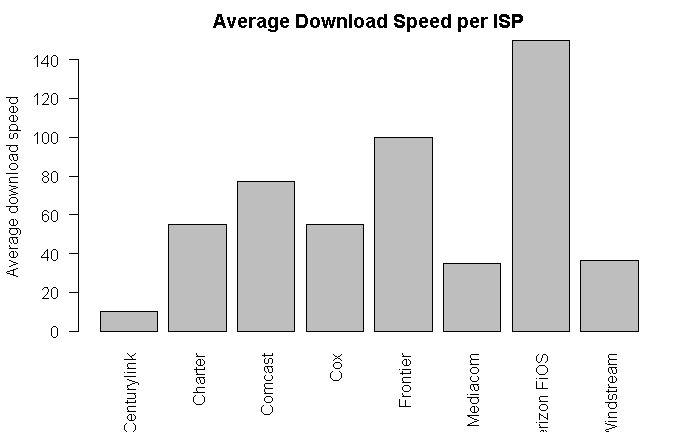 Average Download Speed per ISP
Average download speed
140
120
100
80
60
40
20
0
Centurylink
Charter
Comcast
Cox
Frontier
Mediacom
erizon FiOS
Windstream